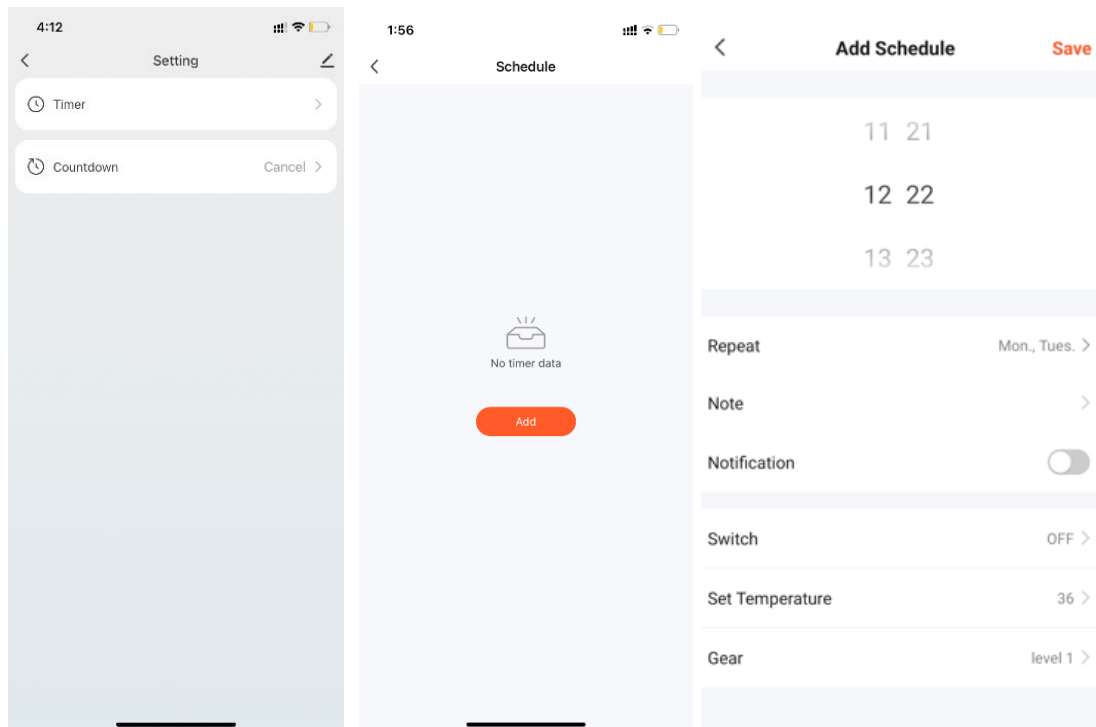 4:12
Setting
Timer
Countdown Cancel
1:56
Schedule
No timer data
Add
Add Schedule Save
11 21
12 22
13 23
Repeat Mon., Tues.
Note
Notification
Switch OFF
Set Temperature 36
Gear level 1